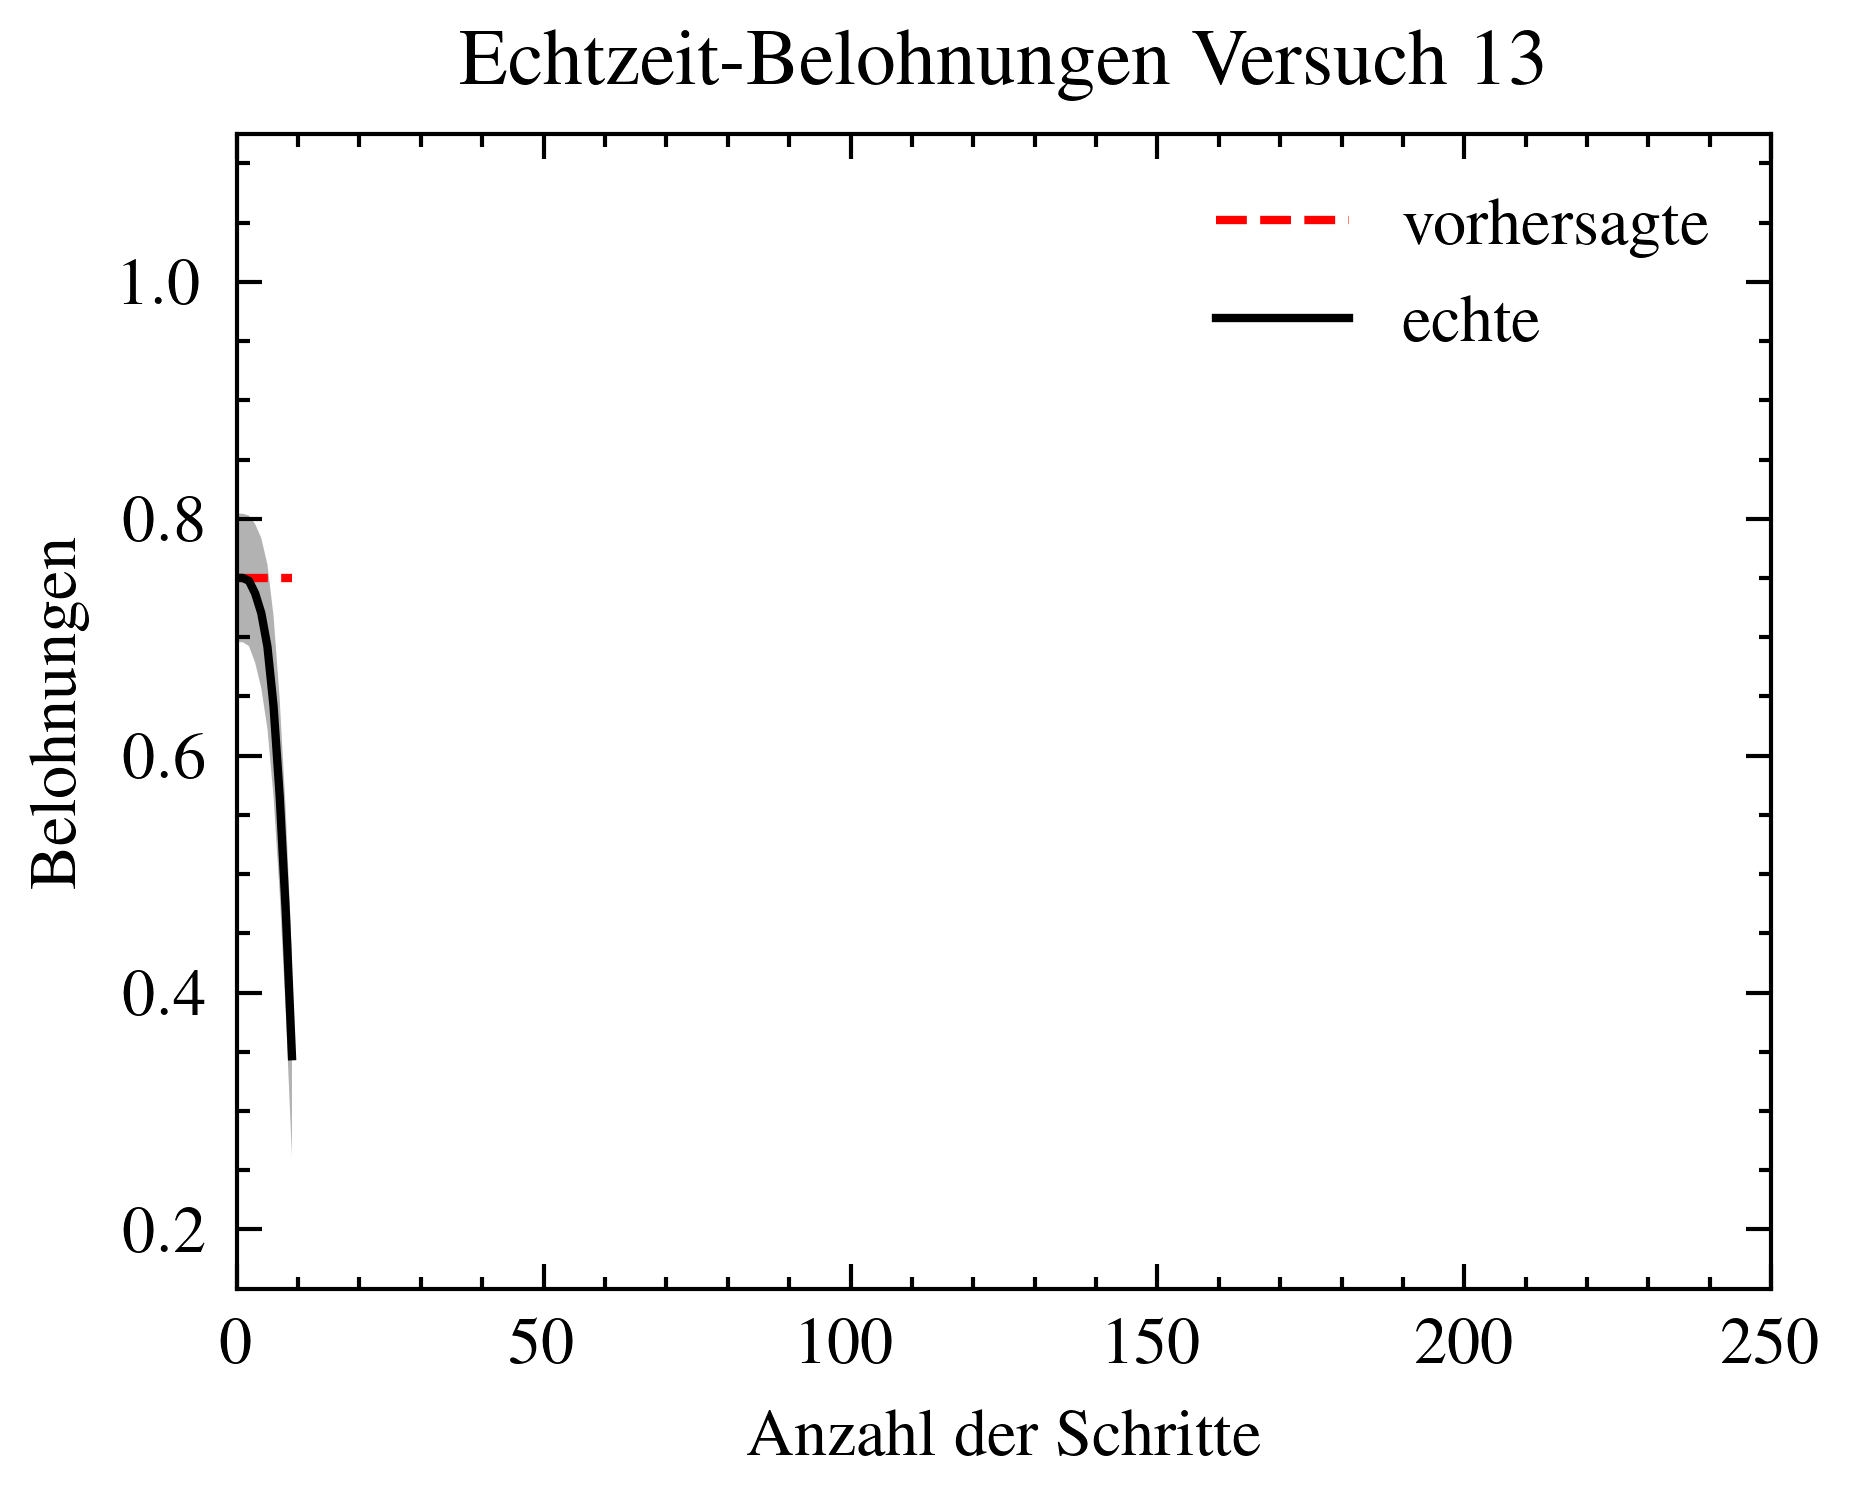 Echtzeit-Belohnungen Versuch 13
vorhersagte
echte
1.0
0.8
0.6
0.4
0.2
Belohnungen
0 50 100 150 200 250
Anzahl der Schritte